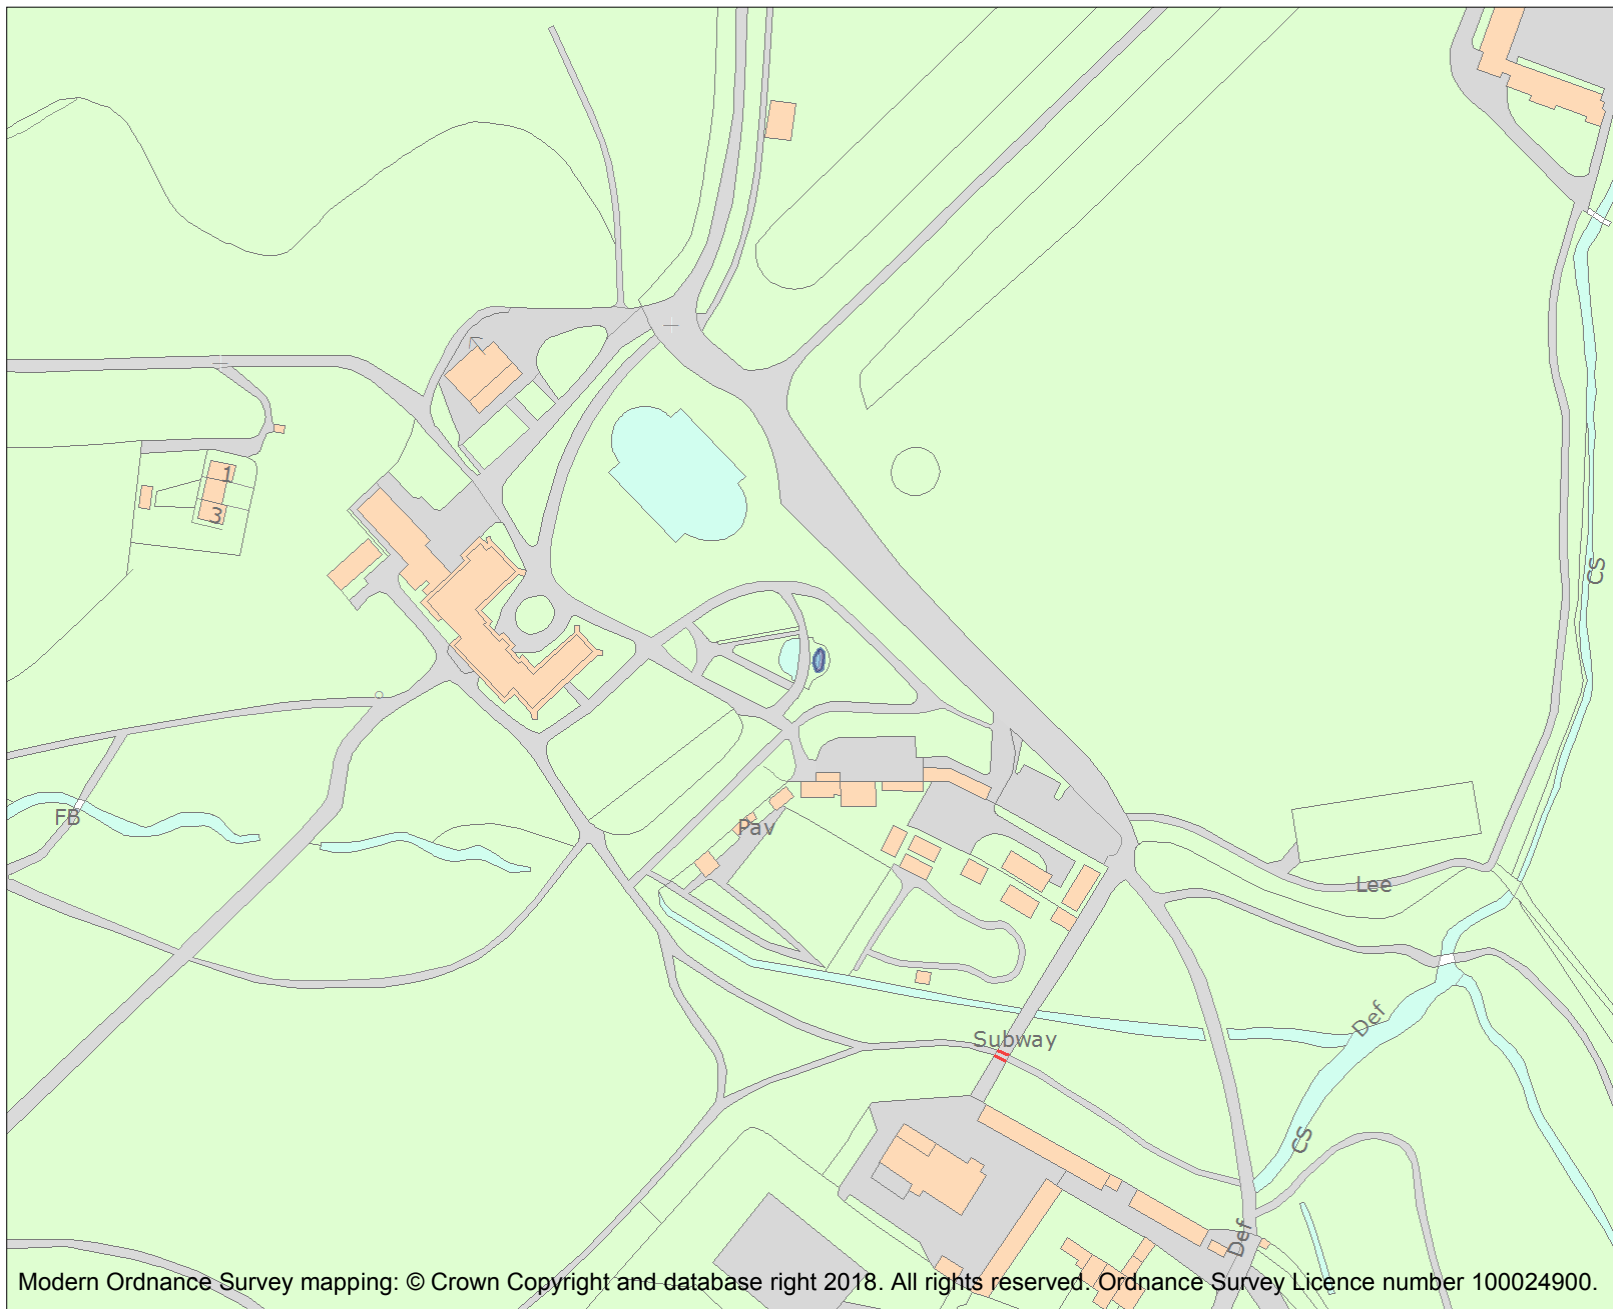 1
3
CS
FB
Pav
Lee
Def
Subway
CS
Def
Modern Ordnance Survey mapping: © Crown Copyright and database right 2018. All rights reserved. Ordnance Survey Licence number 100024900.